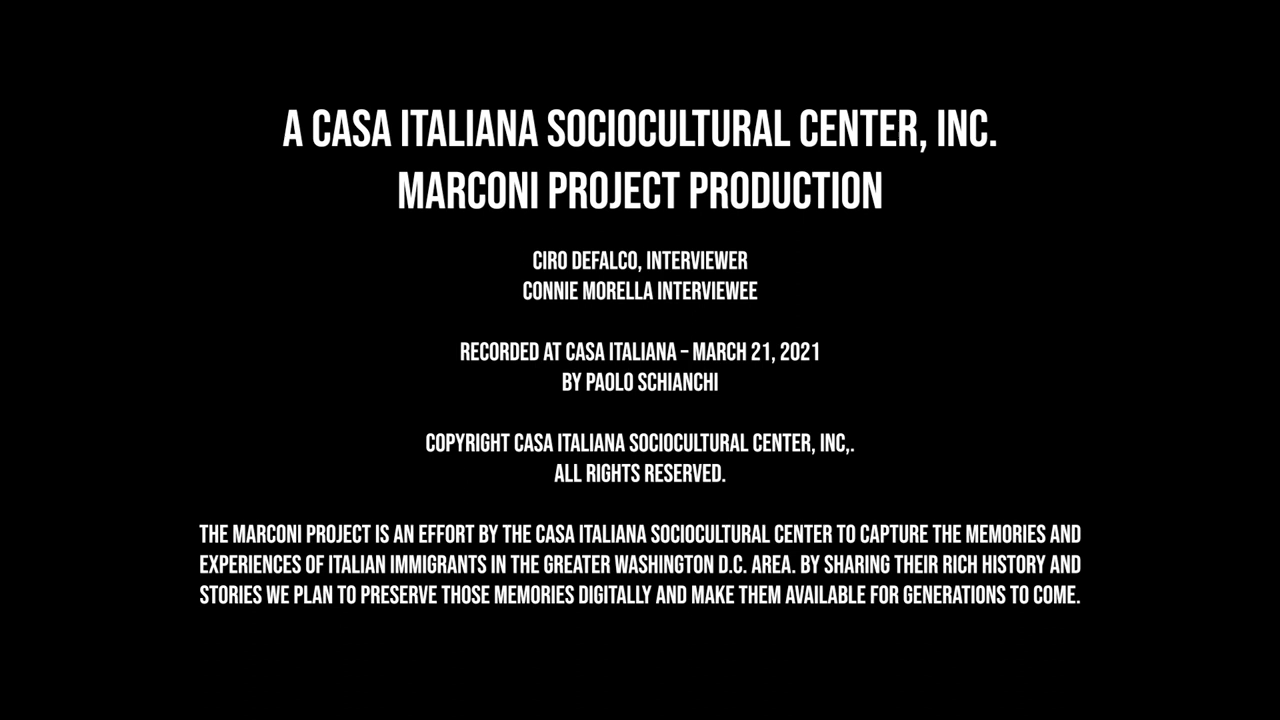 A CASA ITALIANA SOCIOCULTURAL CENTER, INC.
MARCONI PROJECT PRODUCTION
CIRO DEFALCO, INTERVIEWER
CONNIE MORELLA INTERVIEWEE
RECORDED AT CASA ITALIANA – MARCH 21, 2021
BY PAOLO SCHIANCHI
COPYRIGHT CASA ITALIANA SOCIOCULTURAL CENTER, INC,.
ALL RIGHTS RESERVED.
THE MARCONI PROJECT IS AN EFFORT BY THE CASA ITALIANA SOCIOCULTURAL CENTER TO CAPTURE THE MEMORIES AND
EXPERIENCES OF ITALIAN IMMIGRANTS IN THE GREATER WASHINGTON D.C. AREA. BY SHARING THEIR RICH HISTORY AND
STORIES WE PLAN TO PRESERVE THOSE MEMORIES DIGITALLY AND MAKE THEM AVAILABLE FOR GENERATIONS TO COME.